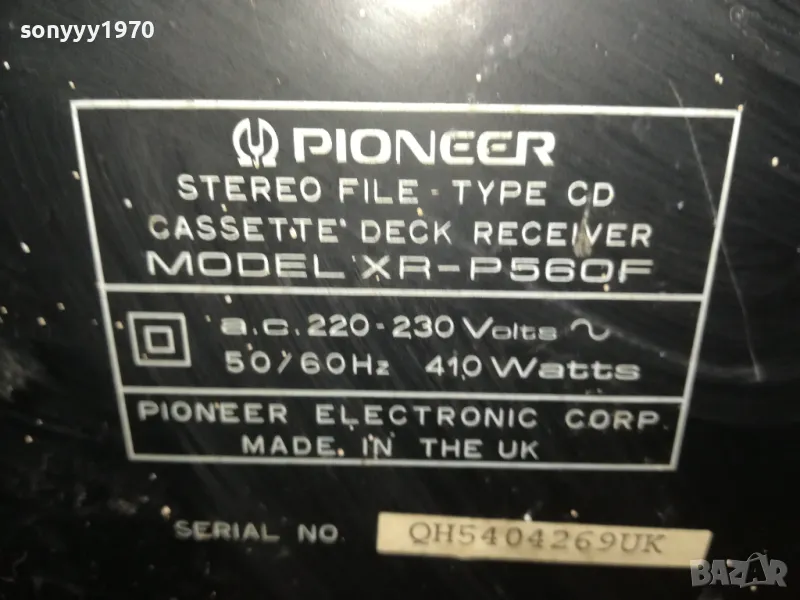 sonyyy1970
PIONEER
STEREO FILE-TYPE CD
CASSETTE DECK RECEIVER
MODEL XR-P560F
a.c. 220-230 Volts ~
50/60Hz 410 Watts
PIONEER ELECTRONIC CORP.
MADE IN THE UK
SERIAL NO. QH5404269UK
BAZAR